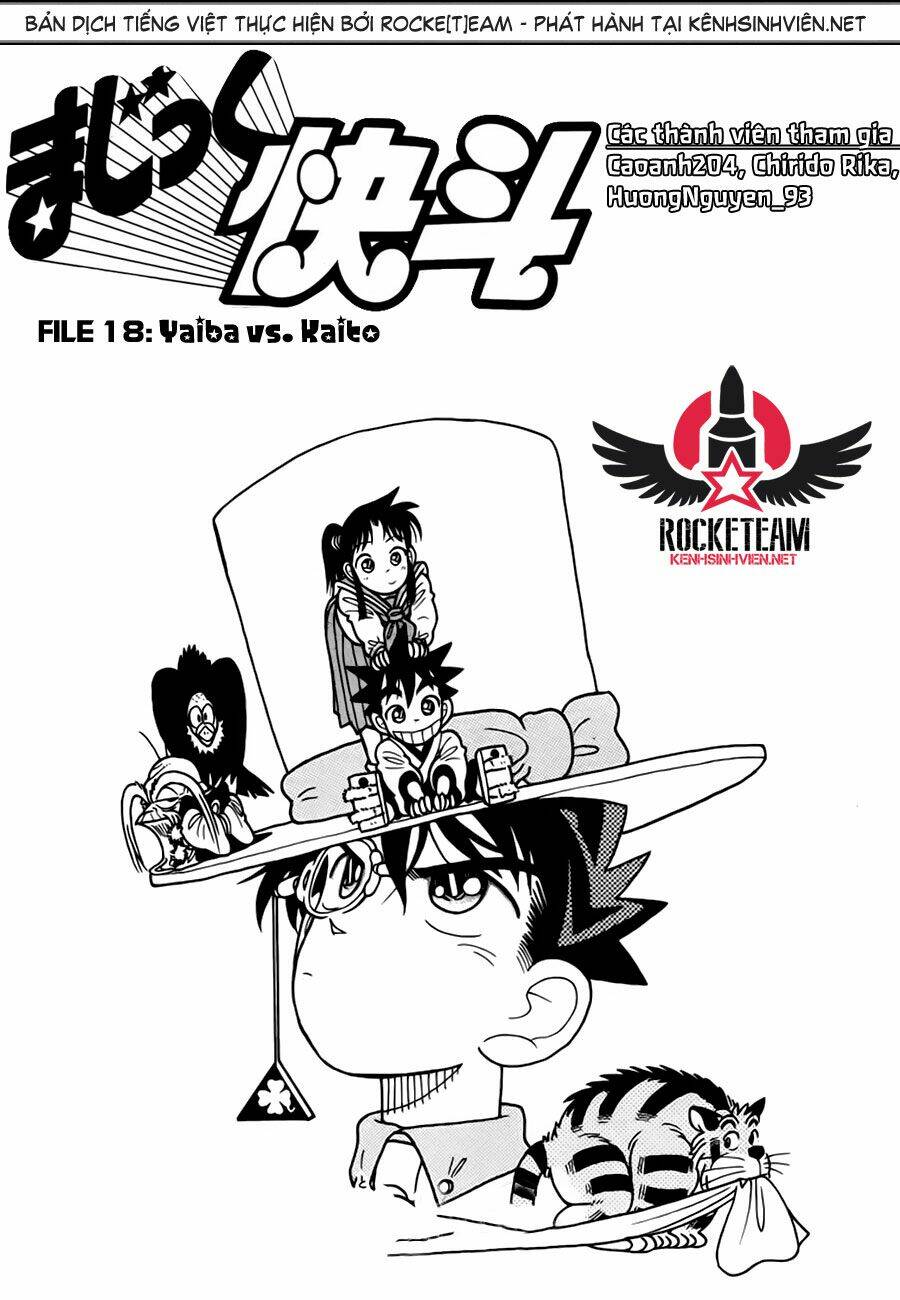 BẢN DỊCH TIẾNG VIỆT THỰC HIỆN BỞI ROCKE[T]EAM - PHÁT HÀNH TẠI KÊNHSINHVIÊN.NET
まじっく
快斗
Các thành viên tham gia
Caoanh204, Chirido Rika,
HuongNguyen_93
FILE 18: Yaiba vs. Kaito
ROCKETEAM
KENHSINHVIEN.NET